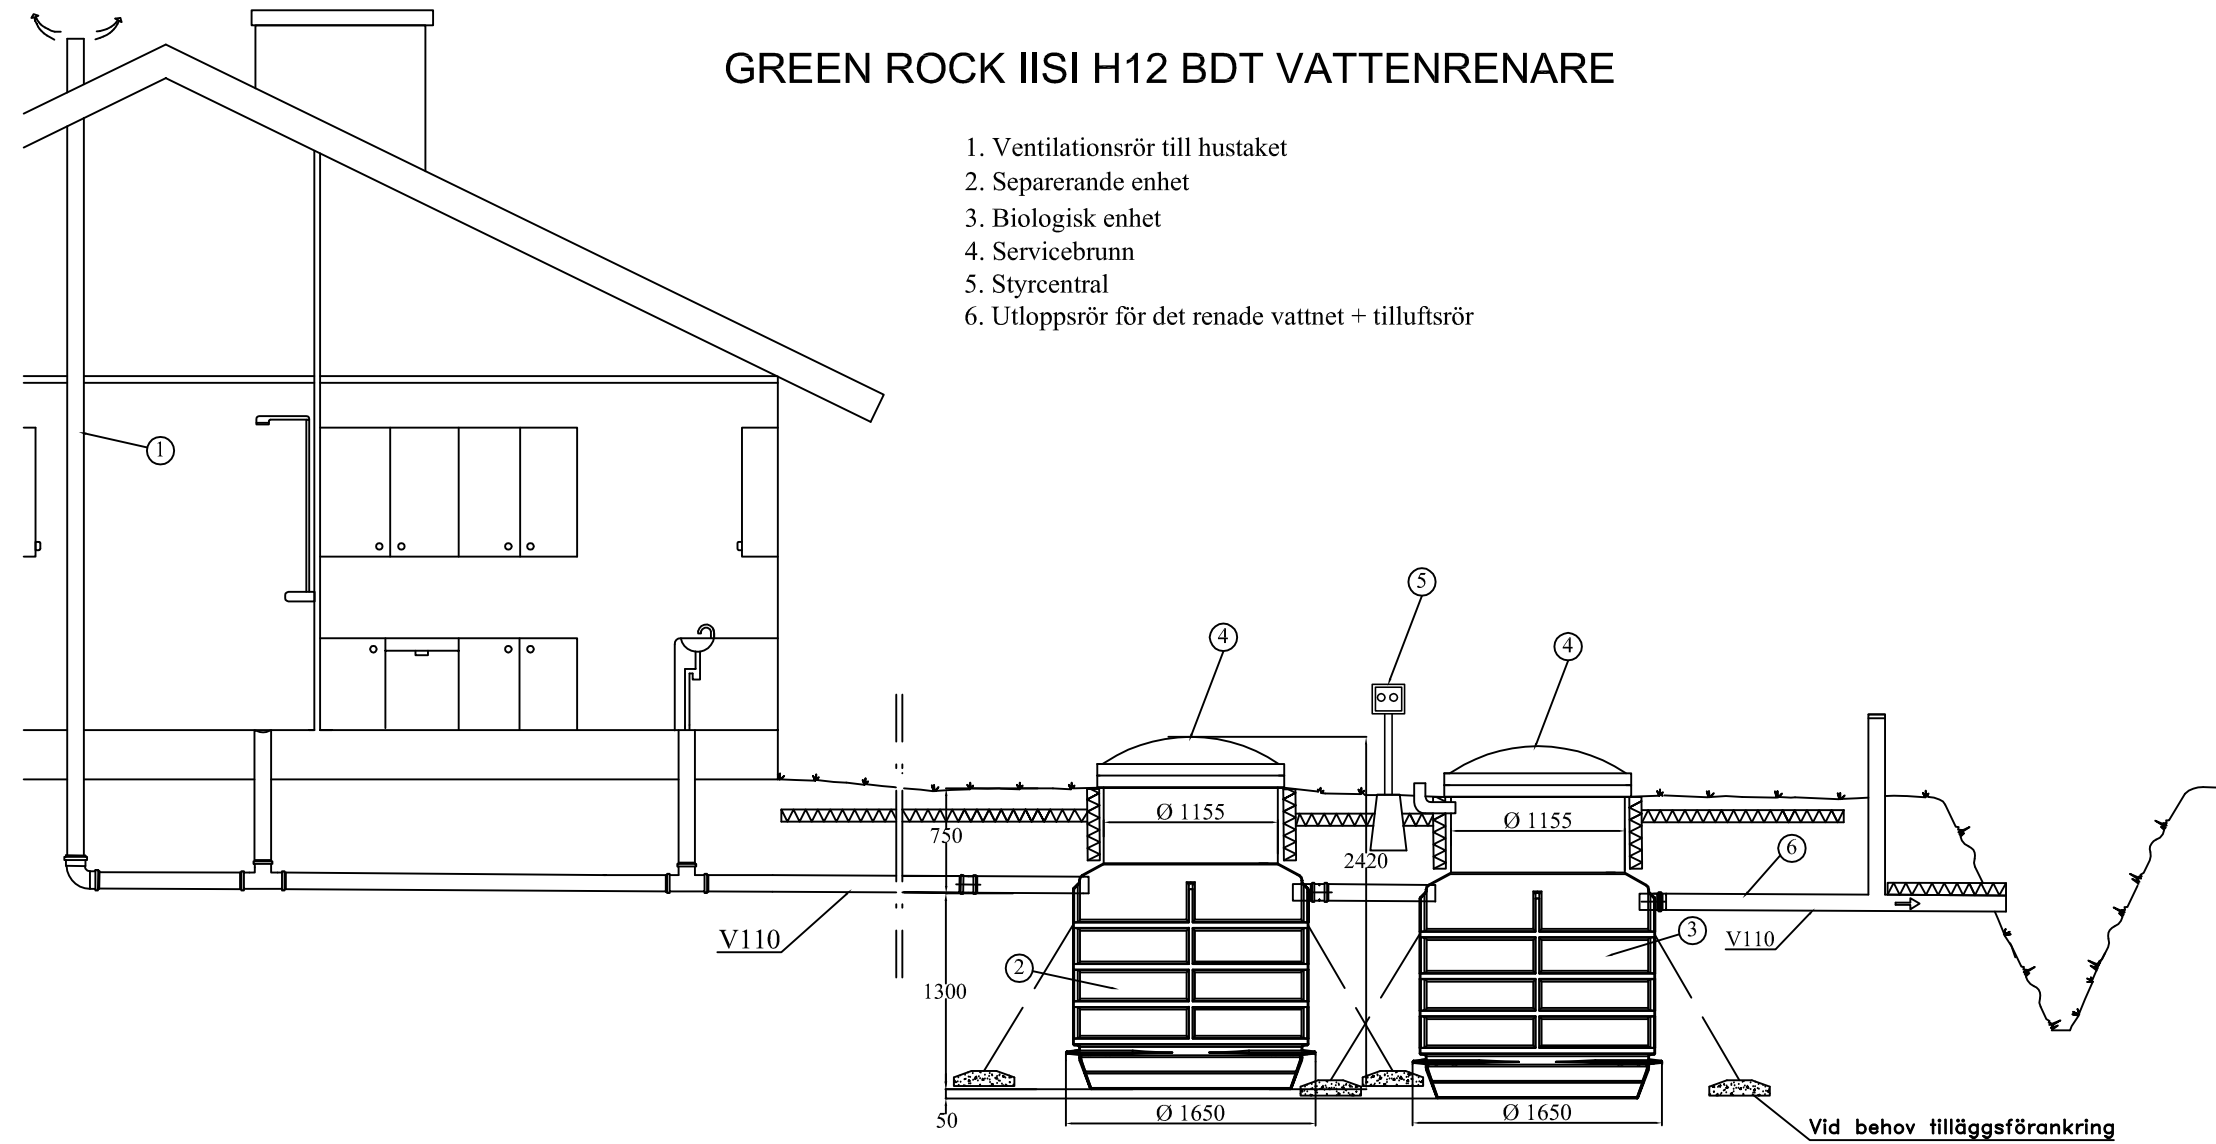 GREEN ROCK IISI H12 BDT VATTENRENARE
1. Ventilationsrör till hustaket
2. Separerande enhet
3. Biologisk enhet
4. Servicebrunn
5. Styrcentral
6. Utloppsrör för det renade vattnet + tilluftsrör
1
5
4
4
Ø 1155
Ø 1155
750
2420
6
V110
3
V110
2
1300
50
Ø 1650
Ø 1650
Vid behov tilläggsförankring